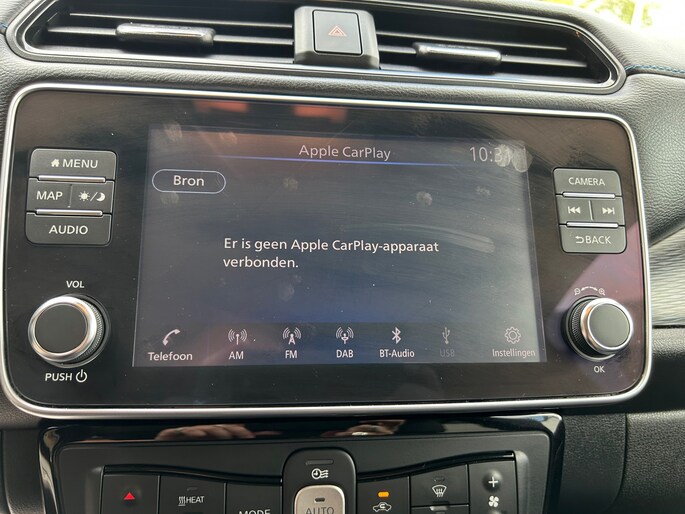 Apple CarPlay 10:31
Bron
Er is geen Apple CarPlay-apparaat
verbonden.
Telefoon AM FM DAB BT-Audio USB Instellingen
MENU
MAP
AUDIO
VOL
PUSH
CAMERA
BACK
OK
HEAT
MODE
AUTO